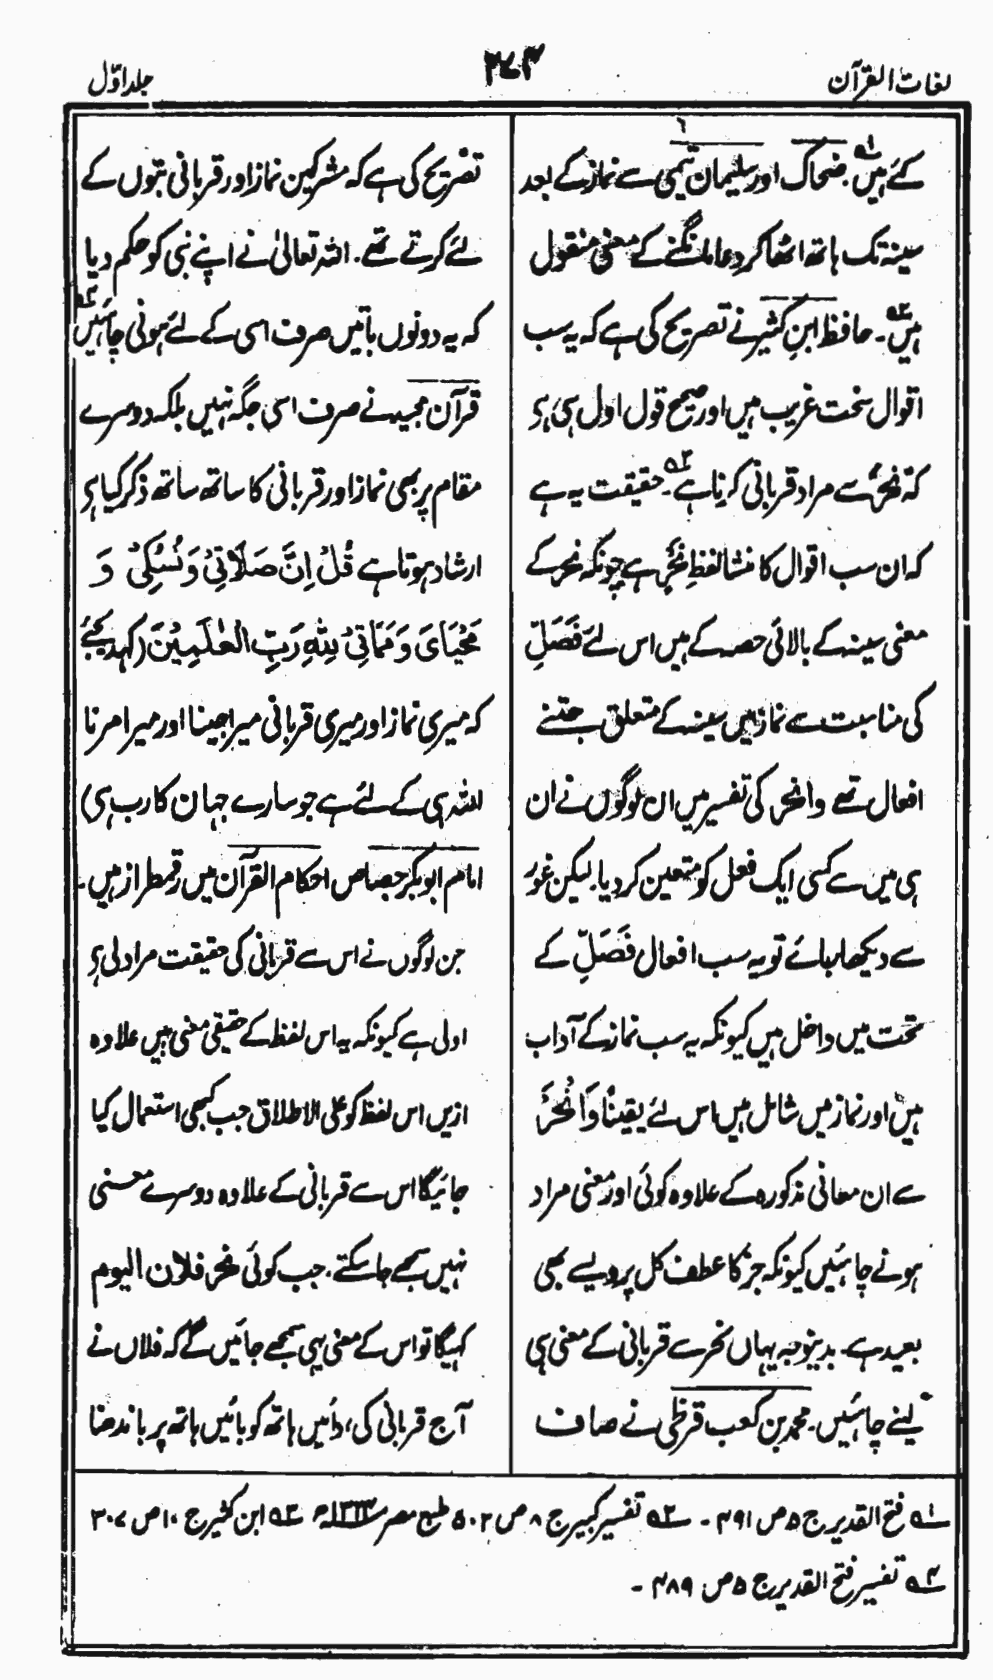 لغات القرآن
۲۷۴
جلد اوّل
گئے ہیں۔ ضحاک اور سلیمان تیمی سے نماز کے بعد
سینہ تک ہاتھ اٹھا کر دعا مانگنے کے معنی منقول
ہیں۔ حافظ ابنِ کثیر نے تصریح کی ہے کہ یہ سب
اقوال سخت غریب ہیں اور صحیح قول اول ہی ہے
کہ نحر سے مراد قربانی کرنا ہے۔ حقیقت یہ ہے
کہ ان سب اقوال کا منشا لفظِ نحر ہے چونکہ نحر کے
معنی سینہ کے بالائی حصہ کے ہیں اس لئے فَصَلِّ
کی مناسبت سے نماز میں سینہ کے متعلق جتنے
افعال تھے وانحر کی تفسیر میں ان لوگوں نے ان
ہی میں سے کسی ایک فعل کو متعین کر دیا۔ لیکن غور
سے دیکھا جائے تو یہ سب افعال فَصَلِّ کے
تحت میں داخل ہیں کیونکہ یہ سب نماز کے آداب
ہیں اور نماز میں شامل ہیں اس لئے یقیناً وَانْحَرْ
سے ان معانی مذکورہ کے علاوہ کوئی اور معنی مراد
ہونے چاہئیں کیونکہ جز کا عطف کل پر ویسے بھی
بعید ہے۔ بدینوجہ یہاں نحر سے قربانی کے معنی ہی
لینے چاہئیں۔ محمد بن کعب قرظی نے صاف
تصریح کی ہے کہ مشرکین نماز اور قربانی بتوں کے
لئے کرتے تھے۔ اللہ تعالیٰ نے اپنے نبی کو حکم دیا
کہ یہ دونوں باتیں صرف اسی کے لئے ہونی چاہئیں
قرآن مجید نے صرف اسی جگہ نہیں بلکہ دوسرے
مقام پر بھی نماز اور قربانی کا ساتھ ساتھ ذکر کیا ہے
ارشاد ہوتا ہے قُلْ اِنَّ صَلَاتِیْ وَنُسُکِیْ وَ
مَحْیَایَ وَمَمَاتِیْ لِلّٰہِ رَبِّ الْعٰلَمِیْنَ (کہدیجئے
کہ میری نماز اور میری قربانی میرا جینا اور میرا مرنا
اللہ ہی کے لئے ہے جو سارے جہان کا رب ہے)
امام ابوبکر جصاص احکام القرآن میں رقمطراز ہیں۔
جن لوگوں نے اس سے قربانی کی حقیقت مراد لی ہے
اولی ہے کیونکہ یہ اس لفظ کے حقیقی معنی ہیں علاوہ
ازیں اس لفظ کو علی الاطلاق جب کبھی استعمال کیا
جائیگا اس سے قربانی کے علاوہ دوسرے معنی
نہیں سمجھے جا سکتے۔ جب کوئی نحر فلان الیوم
کہیگا تو اس کے معنی یہی سمجھے جائیں گے کہ فلاں نے
آج قربانی کی، دائیں ہاتھ کو بائیں ہاتھ پر باندھنا
۱؎ فتح القدیر ج ۵ ص ۴۹۱ ۔ ۲؎ تفسیر کبیر ج ۸ ص ۵۰۲ طبع مصر ۱۳۲۴ھ ۳؎ ابن کثیر ج ۱۰ ص ۳۰۷
۴؎ تفسیر فتح القدیر ج ۵ ص ۴۸۹ ۔